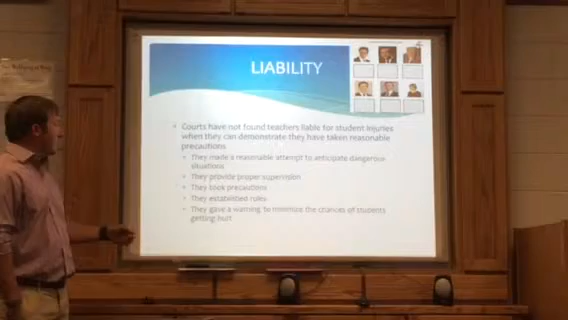 LIABILITY
Courts have not found teachers liable for student injuries
when they can demonstrate they have taken reasonable
precautions
They made a reasonable attempt to anticipate dangerous
situations
They provide proper supervision
They took precautions
They established rules
They gave a warning to minimize the chances of students
getting hurt